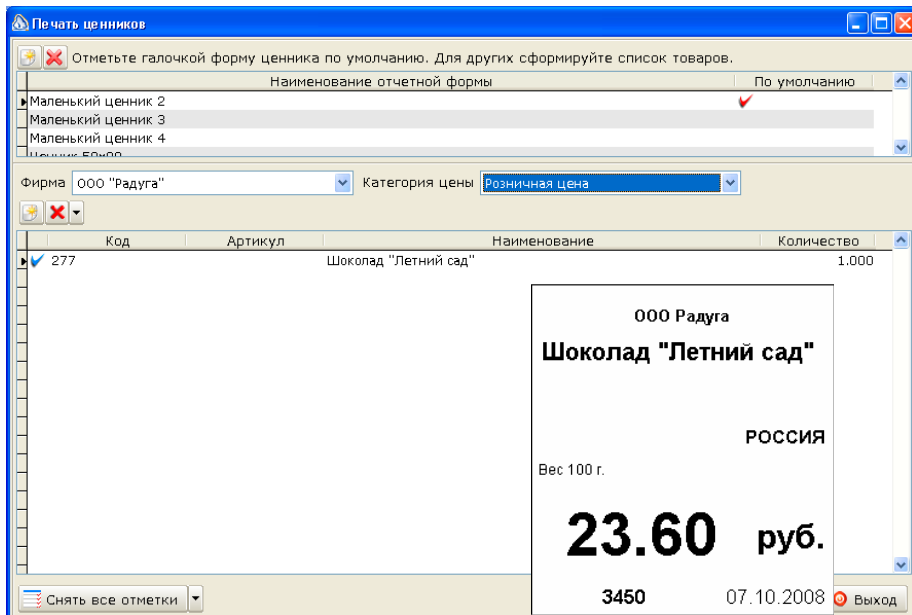 Печать ценников
Отметьте галочкой форму ценника по умолчанию. Для других сформируйте список товаров.
Наименование отчетной формы По умолчанию
Маленький ценник 2
Маленький ценник 3
Маленький ценник 4
Фирма ООО "Радуга" Категория цены Розничная цена
Код Артикул Наименование Количество
277 Шоколад "Летний сад" 1.000
ООО Радуга
Шоколад "Летний сад"
РОССИЯ
Вес 100 г.
23.60 руб.
3450 07.10.2008
Снять все отметки Выход